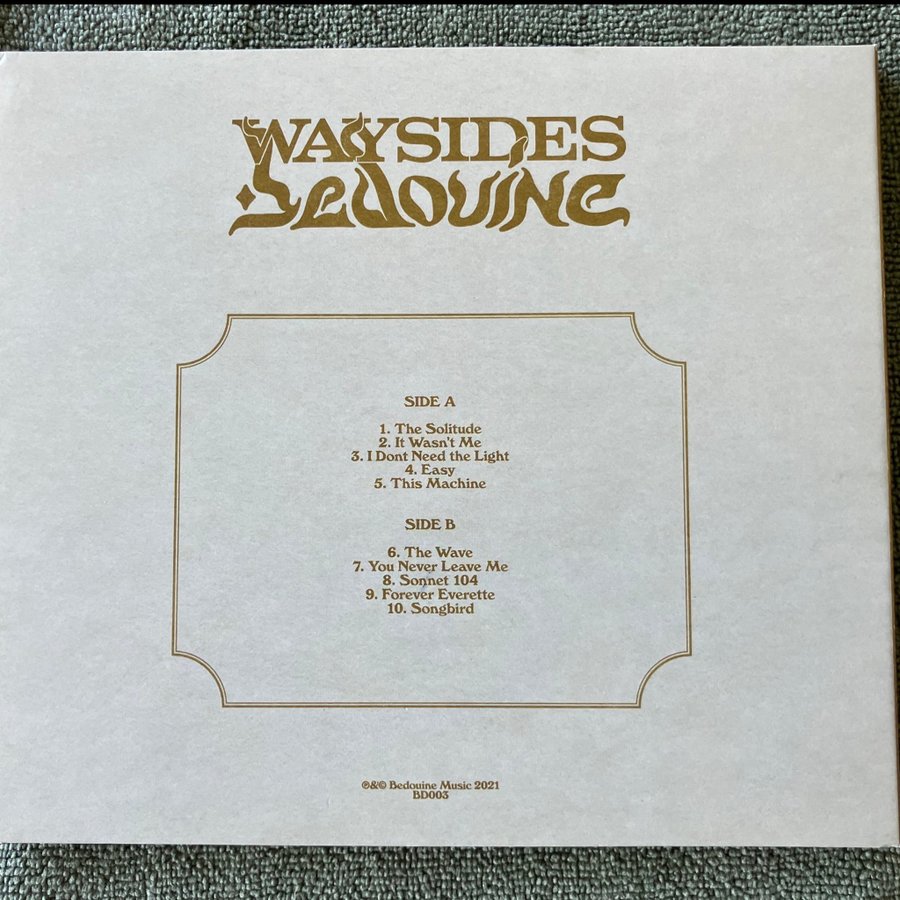 WAYSIDES
Bedouine
SIDE A
1. The Solitude
2. It Wasn't Me
3. I Dont Need the Light
4. Easy
5. This Machine
SIDE B
6. The Wave
7. You Never Leave Me
8. Sonnet 104
9. Forever Everette
10. Songbird
℗&© Bedouine Music 2021
BD003